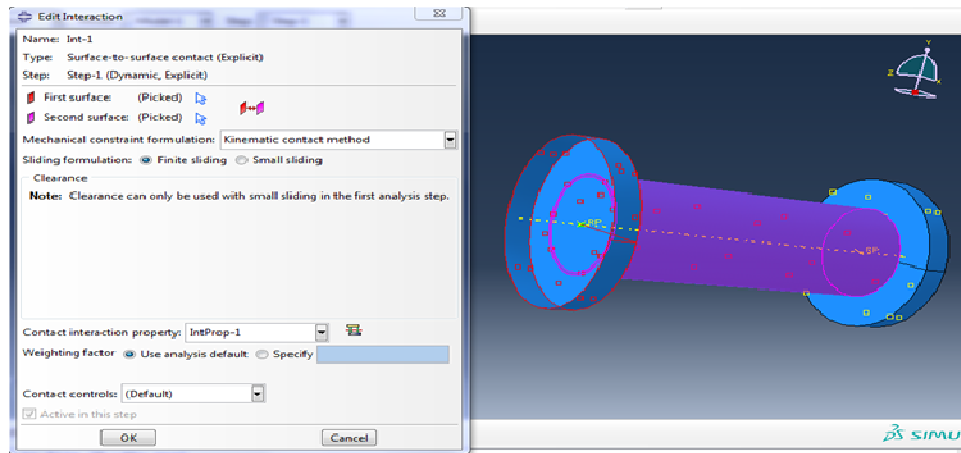 Edit Interaction
Name: Int-1
Type: Surface-to-surface contact (Explicit)
Step: Step-1 (Dynamic, Explicit)
First surface: (Picked)
Second surface: (Picked)
Mechanical constraint formulation: Kinematic contact method
Sliding formulation: Finite sliding Small sliding
Clearance
Note: Clearance can only be used with small sliding in the first analysis step.
Contact interaction property: IntProp-1
Weighting factor Use analysis default: Specify
Contact controls: (Default)
Active in this step
OK Cancel
Y
Z
X
RP
RP
SIMU